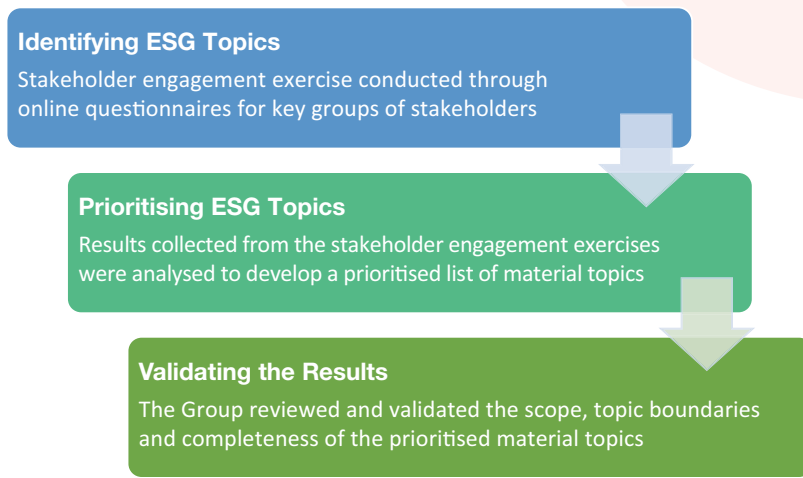 Identifying ESG Topics
Stakeholder engagement exercise conducted through
online questionnaires for key groups of stakeholders
Prioritising ESG Topics
Results collected from the stakeholder engagement exercises
were analysed to develop a prioritised list of material topics
Validating the Results
The Group reviewed and validated the scope, topic boundaries
and completeness of the prioritised material topics